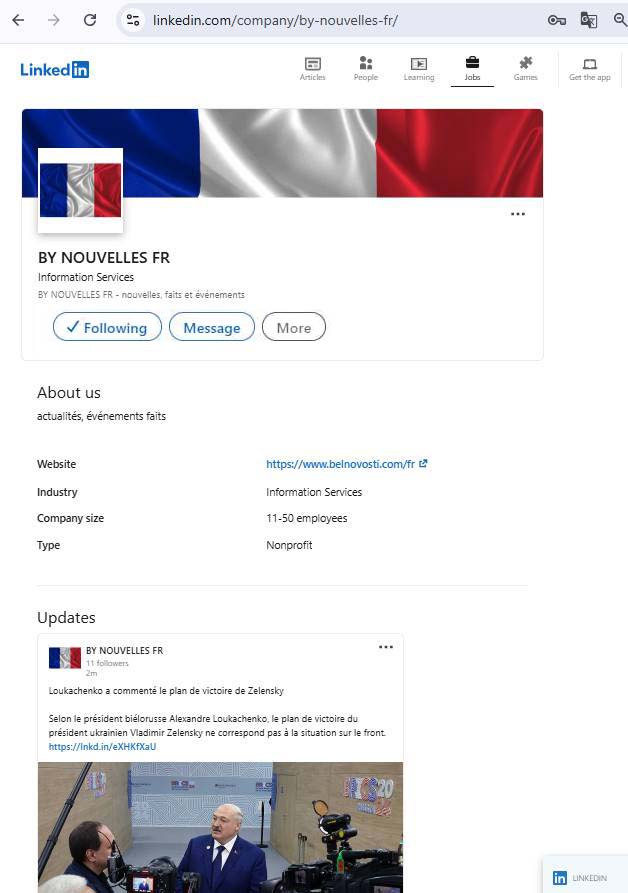 linkedin.com/company/by-nouvelles-fr/
Linked in
Articles
People
Learning
Jobs
Games
Get the app
BY NOUVELLES FR
Information Services
BY NOUVELLES FR - nouvelles, faits et événements
Following
Message
More
About us
actualités, événements faits
Website
https://www.belnovosti.com/fr
Industry
Information Services
Company size
11-50 employees
Type
Nonprofit
Updates
BY NOUVELLES FR
11 followers
2m
Loukachenko a commenté le plan de victoire de Zelensky
Selon le président biélorusse Alexandre Loukachenko, le plan de victoire du
président ukrainien Vladimir Zelensky ne correspond pas à la situation sur le front.
https://lnkd.in/eXHKfXaU
in LINKEDIN